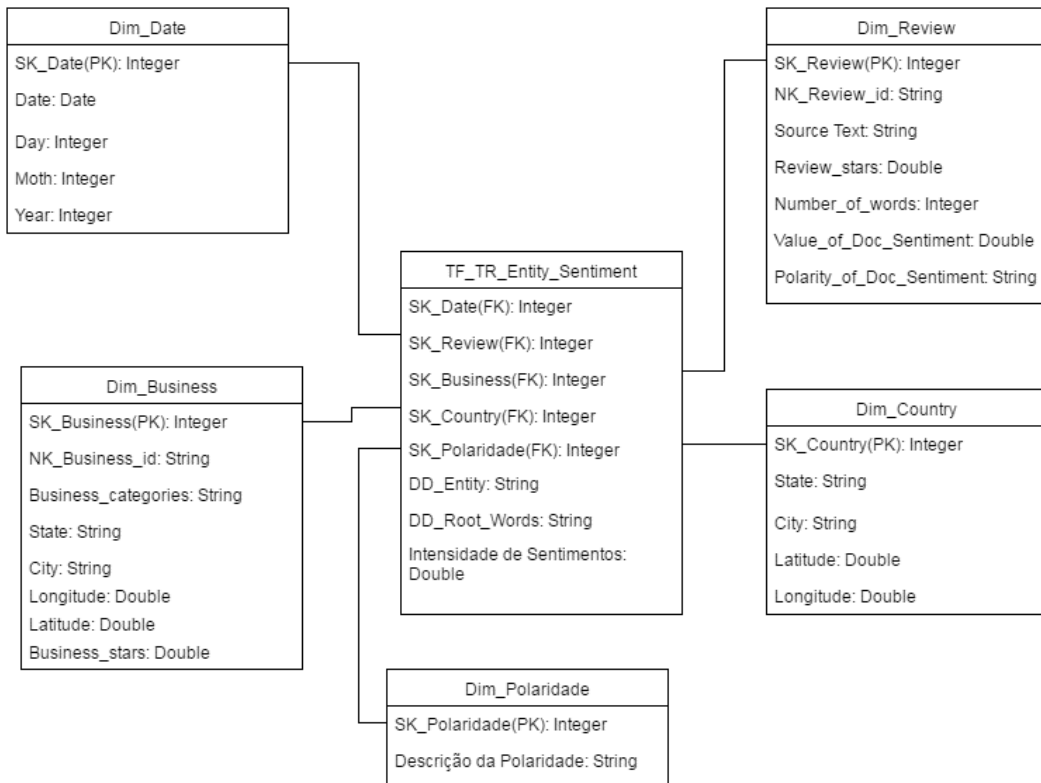 Dim_Date
SK_Date(PK): Integer
Date: Date
Day: Integer
Moth: Integer
Year: Integer
Dim_Review
SK_Review(PK): Integer
NK_Review_id: String
Source Text: String
Review_stars: Double
Number_of_words: Integer
Value_of_Doc_Sentiment: Double
Polarity_of_Doc_Sentiment: String
TF_TR_Entity_Sentiment
SK_Date(FK): Integer
SK_Review(FK): Integer
SK_Business(FK): Integer
SK_Country(FK): Integer
SK_Polaridade(FK): Integer
DD_Entity: String
DD_Root_Words: String
Intensidade de Sentimentos:
Double
Dim_Business
SK_Business(PK): Integer
NK_Business_id: String
Business_categories: String
State: String
City: String
Longitude: Double
Latitude: Double
Business_stars: Double
Dim_Country
SK_Country(PK): Integer
State: String
City: String
Latitude: Double
Longitude: Double
Dim_Polaridade
SK_Polaridade(PK): Integer
Descrição da Polaridade: String